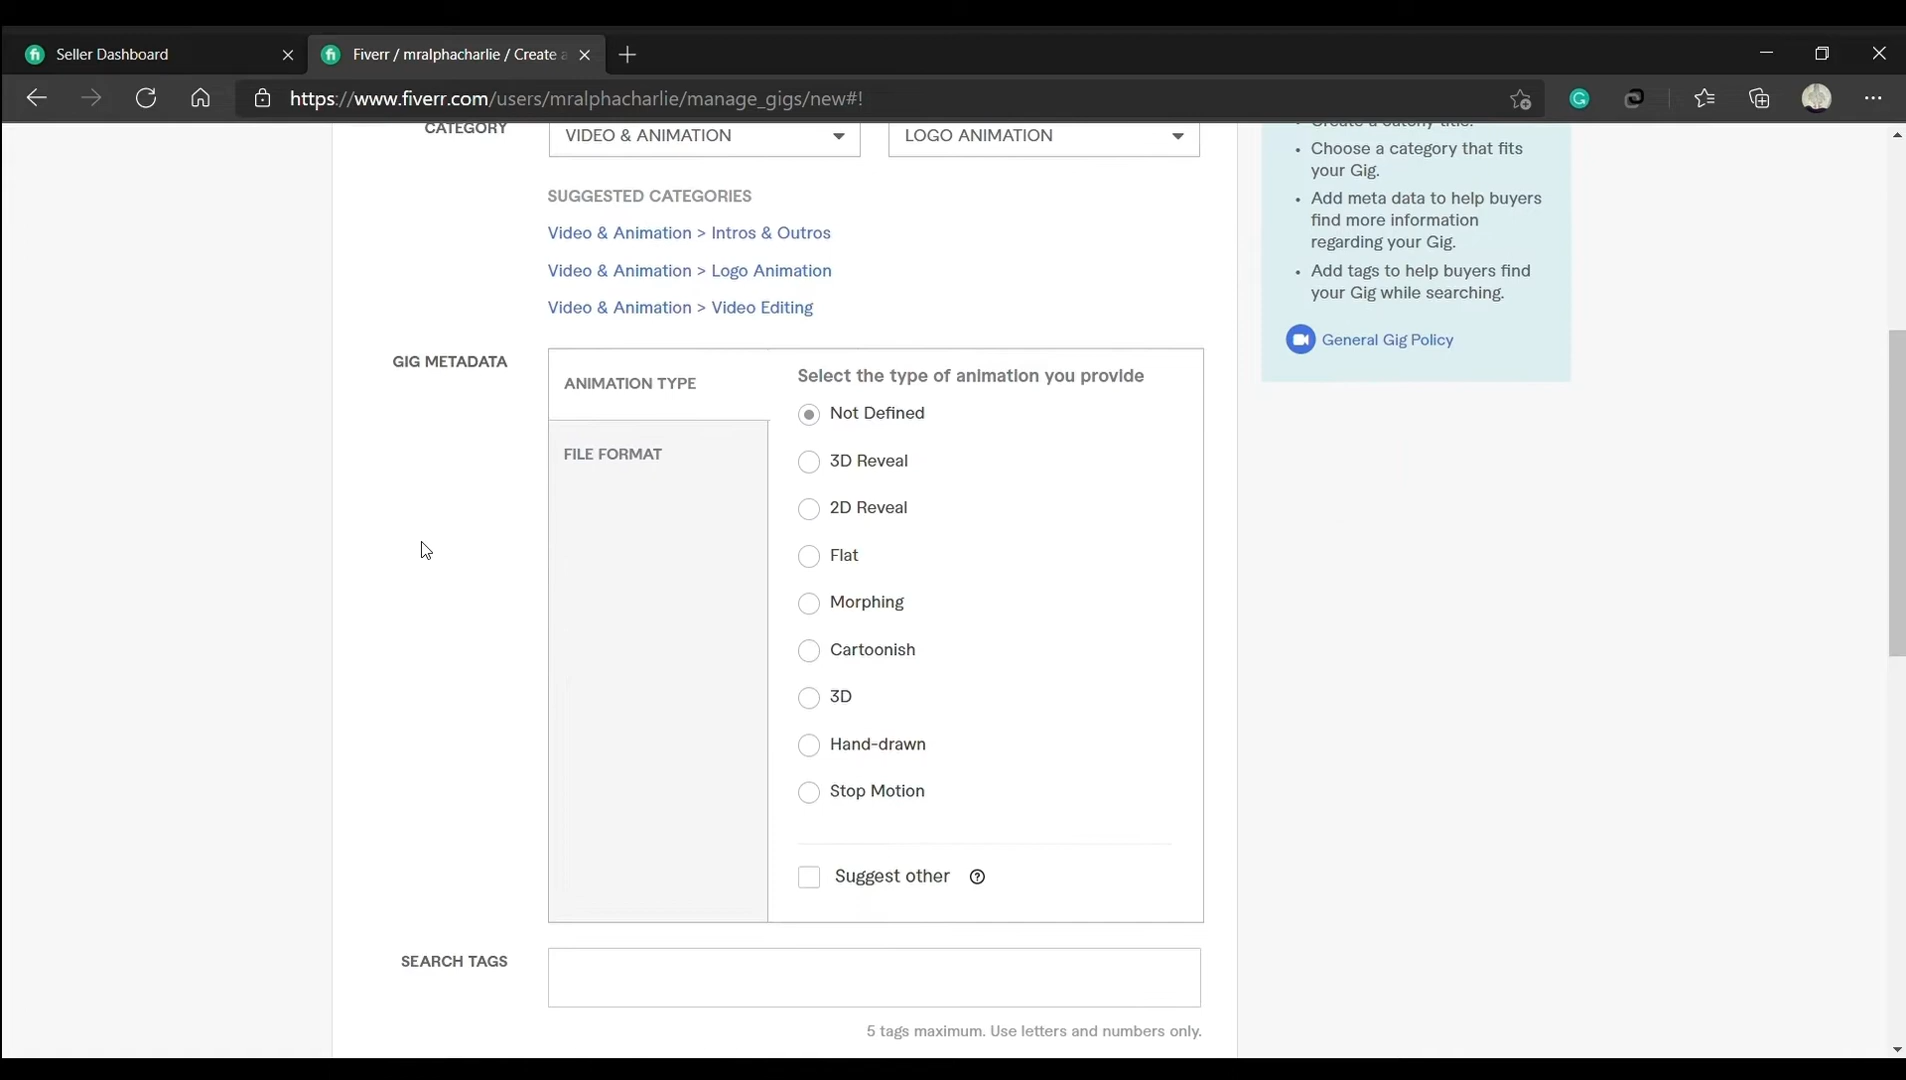 Seller Dashboard
Fiverr / mralphacharlie / Create a
https://www.fiverr.com/users/mralphacharlie/manage_gigs/new#!
CATEGORY
VIDEO & ANIMATION
LOGO ANIMATION
SUGGESTED CATEGORIES
Video & Animation > Intros & Outros
Video & Animation > Logo Animation
Video & Animation > Video Editing
GIG METADATA
ANIMATION TYPE
FILE FORMAT
Select the type of animation you provide
Not Defined
3D Reveal
2D Reveal
Flat
Morphing
Cartoonish
3D
Hand-drawn
Stop Motion
Suggest other
SEARCH TAGS
5 tags maximum. Use letters and numbers only.
Create a catchy title.
• Choose a category that fits
your Gig.
• Add meta data to help buyers
find more information
regarding your Gig.
• Add tags to help buyers find
your Gig while searching.
General Gig Policy